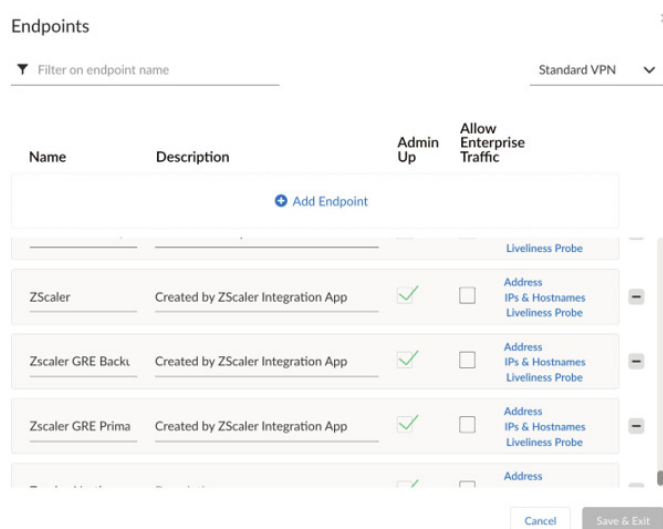 Endpoints
Filter on endpoint name
Standard VPN
Name
Description
Admin
Up
Allow
Enterprise
Traffic
Add Endpoint
Liveliness Probe
ZScaler
Created by ZScaler Integration App
Address
IPs & Hostnames
Liveliness Probe
Zscaler GRE Backu
Created by ZScaler Integration App
Address
IPs & Hostnames
Liveliness Probe
Zscaler GRE Prima
Created by ZScaler Integration App
Address
IPs & Hostnames
Liveliness Probe
Address
Cancel
Save & Exit